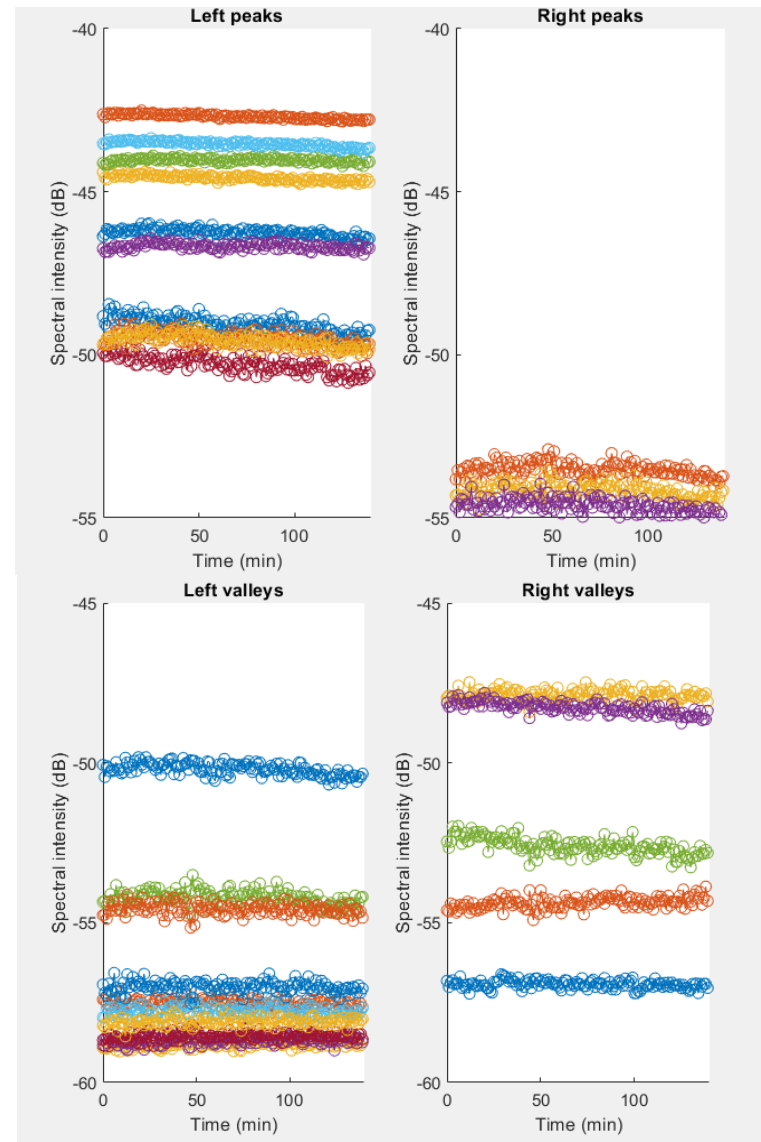 Left peaks
-40
-45
-50
-55
Spectral intensity (dB)
0
50
100
Time (min)
Right peaks
-40
-45
-50
-55
Spectral intensity (dB)
0
50
100
Time (min)
Left valleys
-45
-50
-55
-60
Spectral intensity (dB)
0
50
100
Time (min)
Right valleys
-45
-50
-55
-60
Spectral intensity (dB)
0
50
100
Time (min)